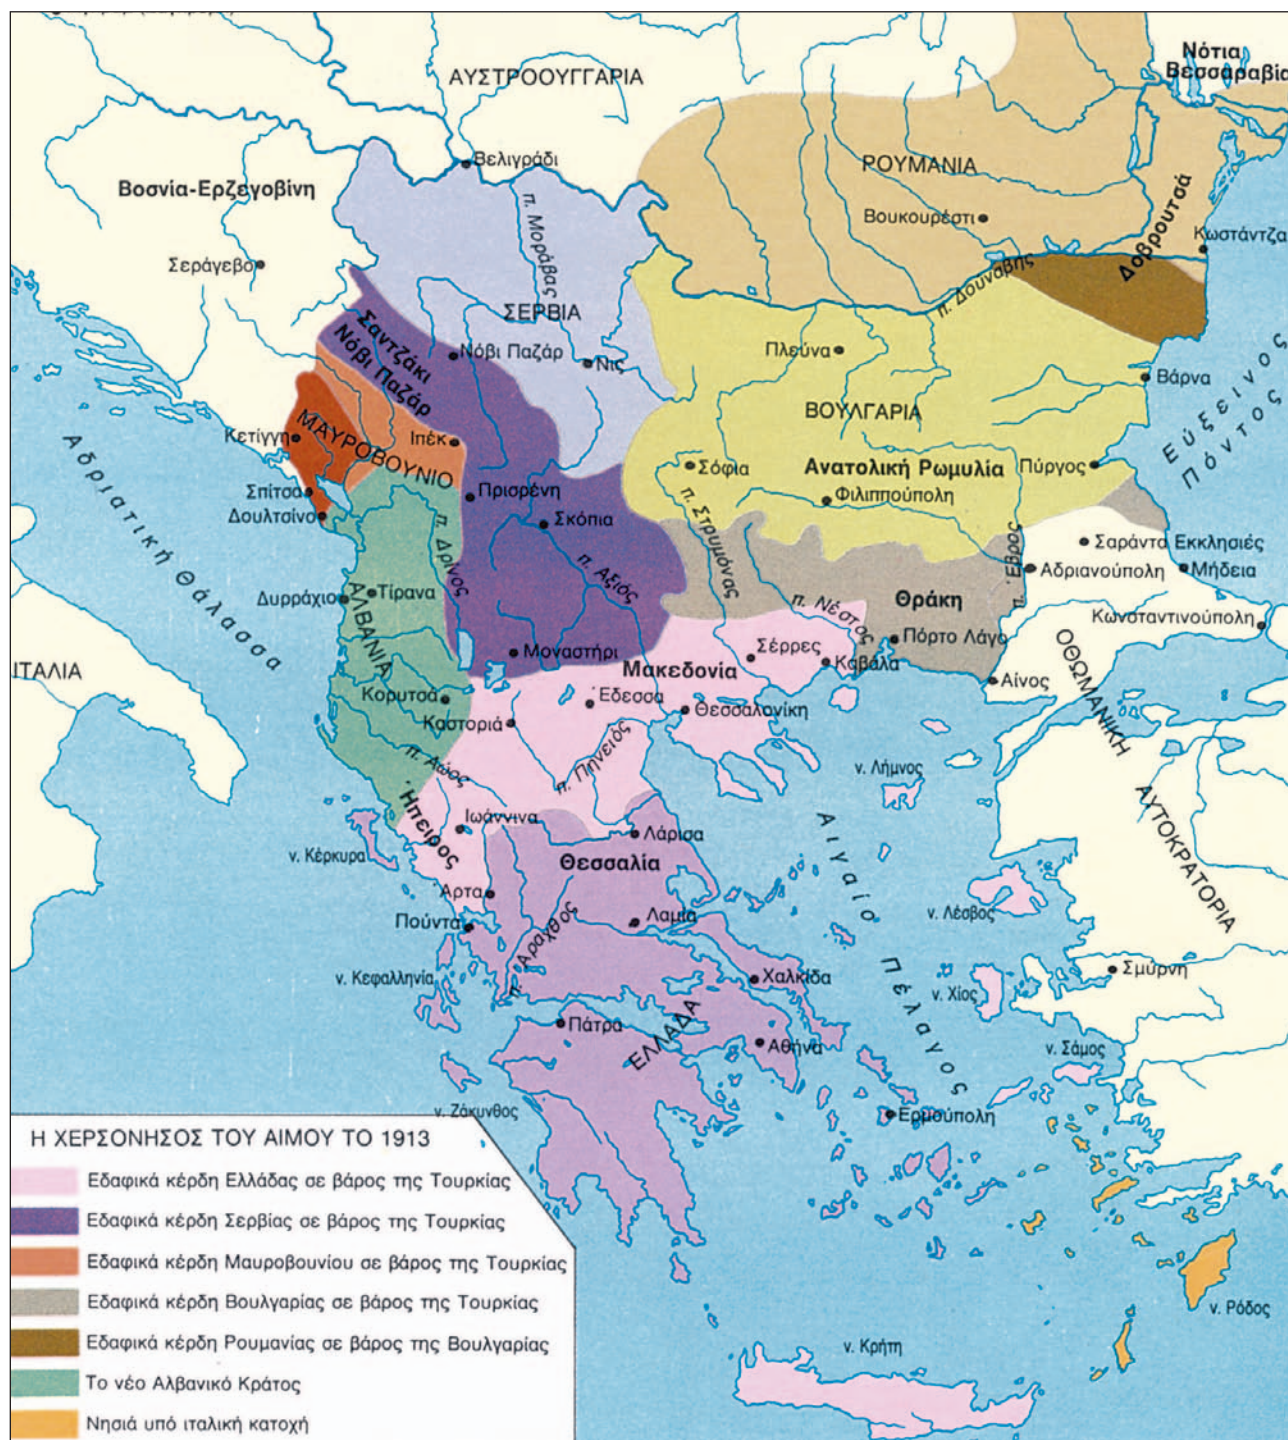 Νότια
Βεσσαραβία
ΑΥΣΤΡΟΟΥΓΓΑΡΙΑ
Βελιγράδι
ΡΟΥΜΑΝΙΑ
Βοσνία-Ερζεγοβίνη
π. Μοράβας
Βουκουρέστι
Δοβρουτσά
Κωστάντζα
Σεράγεβο
π. Δούναβης
ΣΕΡΒΙΑ
Σαντζάκι
Νόβι Παζάρ
Νόβι Παζάρ
Νις
Πλεύνα
Βάρνα
Εύξεινος
Πόντος
ΒΟΥΛΓΑΡΙΑ
Κετίγγη
ΜΑΥΡΟΒΟΥΝΙΟ
Ιπέκ
Σόφια
Ανατολική Ρωμυλία
Πύργος
Φιλιππούπολη
Σπίτσα
Πρισρένη
Δουλτσίνο
Σκόπια
π. Δρίνος
π. Στρυμόνας
π. Έβρος
Σαράντα Εκκλησιές
Αδριανούπολη
Μήδεια
Αδριατική Θάλασσα
Τίρανα
Δυρράχιο
ΑΛΒΑΝΙΑ
π. Αξιός
π. Νέστος
Θράκη
Κωνσταντινούπολη
Πόρτο Λάγο
Μοναστήρι
Σέρρες
Καβάλα
Μακεδονία
ΙΤΑΛΙΑ
Αίνος
ΟΘΩΜΑΝΙΚΗ
ΑΥΤΟΚΡΑΤΟΡΙΑ
Κορυτσά
Έδεσσα
Καστοριά
Θεσσαλονίκη
π. Αώος
π. Πηνειός
ν. Λήμνος
Ήπειρος
Ιωάννινα
Λάρισα
ν. Κέρκυρα
Θεσσαλία
Αιγαίο Πέλαγος
Άρτα
ν. Λέσβος
Πούντα
Λαμία
π. Άραχθος
Σμύρνη
ν. Κεφαλληνία
Χαλκίδα
ν. Χίος
Πάτρα
ΕΛΛΑΔΑ
Αθήνα
ν. Σάμος
ν. Ζάκυνθος
Ερμούπολη
ν. Ρόδος
ν. Κρήτη
Η ΧΕΡΣΟΝΗΣΟΣ ΤΟΥ ΑΙΜΟΥ ΤΟ 1913
Εδαφικά κέρδη Ελλάδας σε βάρος της Τουρκίας
Εδαφικά κέρδη Σερβίας σε βάρος της Τουρκίας
Εδαφικά κέρδη Μαυροβουνίου σε βάρος της Τουρκίας
Εδαφικά κέρδη Βουλγαρίας σε βάρος της Τουρκίας
Εδαφικά κέρδη Ρουμανίας σε βάρος της Βουλγαρίας
Το νέο Αλβανικό Κράτος
Νησιά υπό ιταλική κατοχή